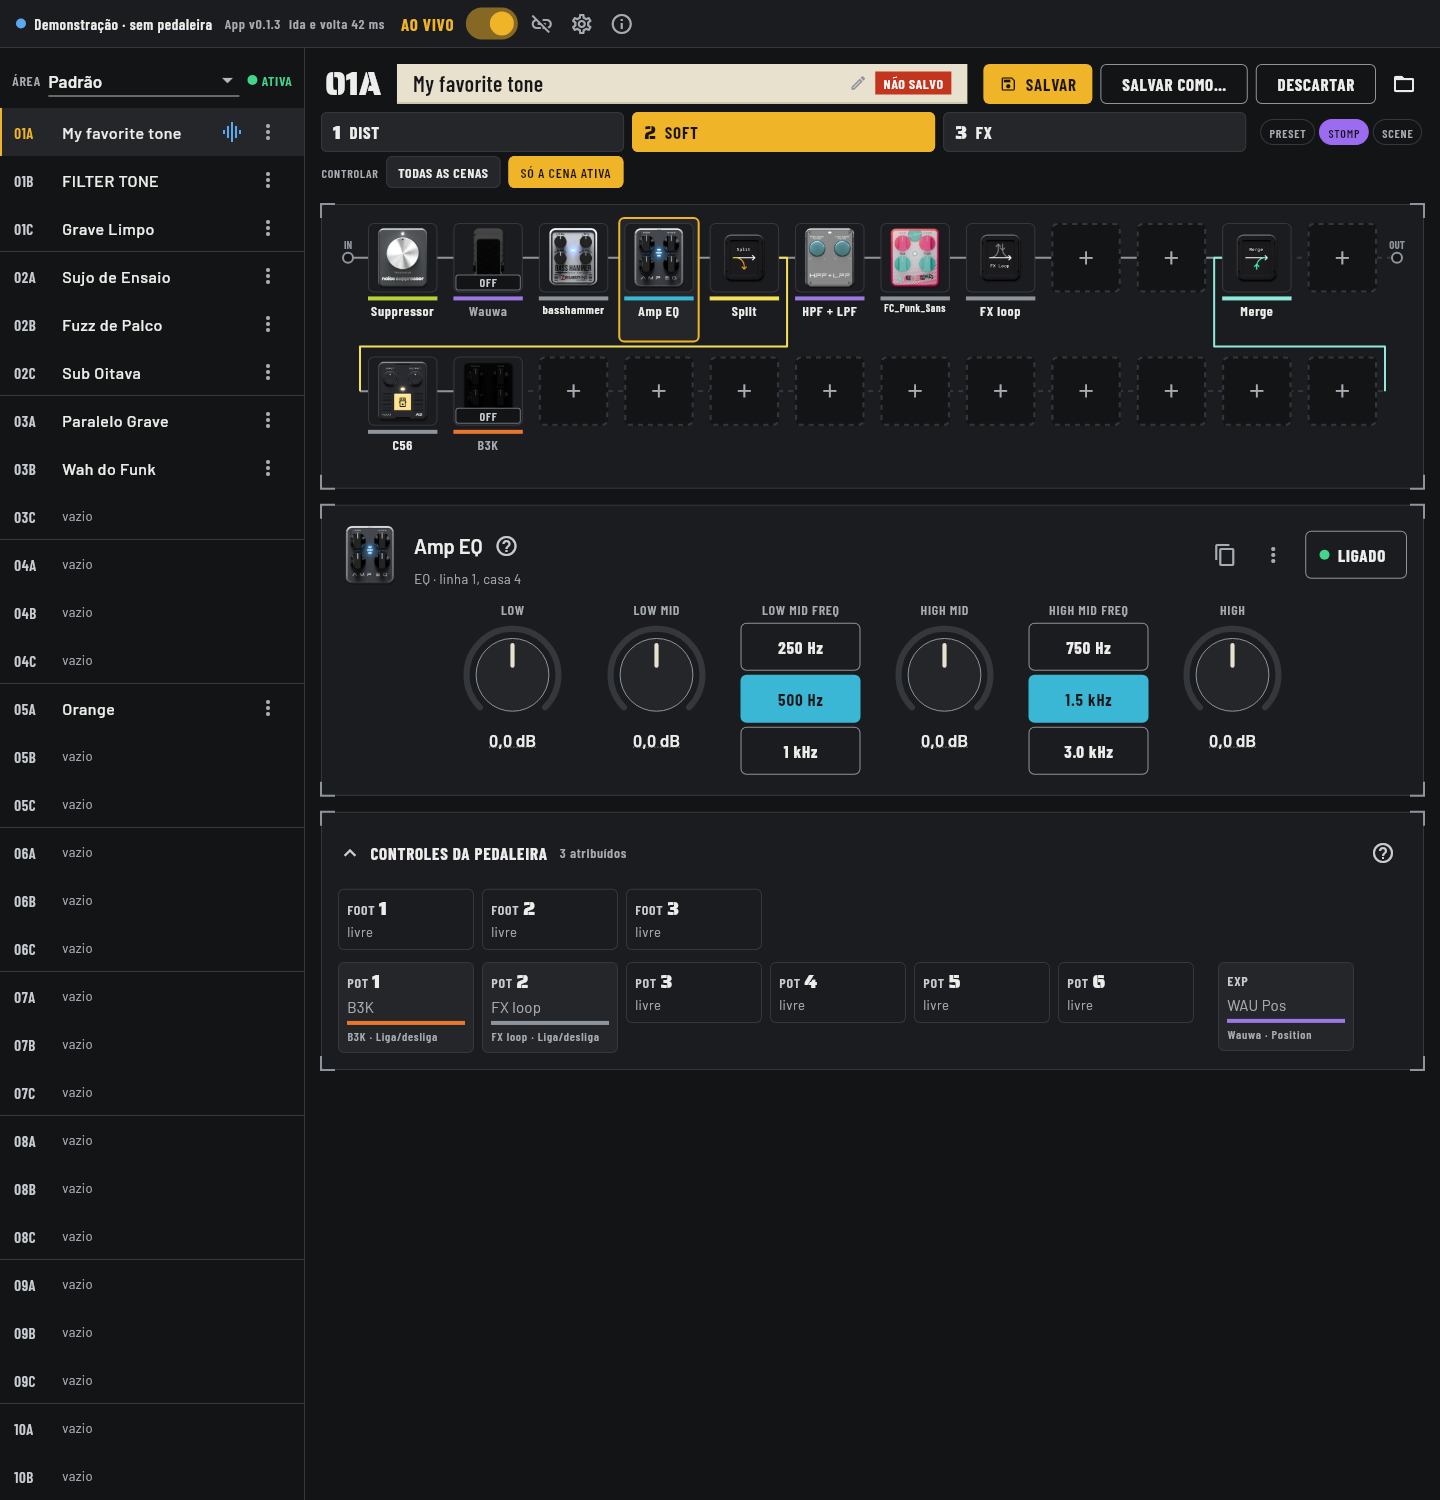 Demonstração · sem pedaleira App v0.1.3 Ida e volta 42 ms AO VIVO
ÁREA Padrão ATIVA
01A My favorite tone
01B FILTER TONE
01C Grave Limpo
02A Sujo de Ensaio
02B Fuzz de Palco
02C Sub Oitava
03A Paralelo Grave
03B Wah do Funk
03C vazio
04A vazio
04B vazio
04C vazio
05A Orange
05B vazio
05C vazio
06A vazio
06B vazio
06C vazio
07A vazio
07B vazio
07C vazio
08A vazio
08B vazio
08C vazio
09A vazio
09B vazio
09C vazio
10A vazio
10B vazio
01A My favorite tone NÃO SALVO SALVAR SALVAR COMO... DESCARTAR
1 DIST 2 SOFT 3 FX PRESET STOMP SCENE
CONTROLAR TODAS AS CENAS SÓ A CENA ATIVA
IN OFF Split HPF+LPF FX Loop Merge OUT
Suppressor Wauwa basshammer Amp EQ Split HPF + LPF FC_Punk_Sans FX loop Merge
OFF
C56 B3K
Amp EQ
EQ · linha 1, casa 4
LIGADO
LOW LOW MID LOW MID FREQ HIGH MID HIGH MID FREQ HIGH
250 Hz 750 Hz
500 Hz 1.5 kHz
0,0 dB 0,0 dB 1 kHz 0,0 dB 3.0 kHz 0,0 dB
CONTROLES DA PEDALEIRA 3 atribuídos
FOOT 1 FOOT 2 FOOT 3
livre livre livre
POT 1 POT 2 POT 3 POT 4 POT 5 POT 6 EXP
B3K FX loop livre livre livre livre WAU Pos
B3K · Liga/desliga FX loop · Liga/desliga Wauwa · Position